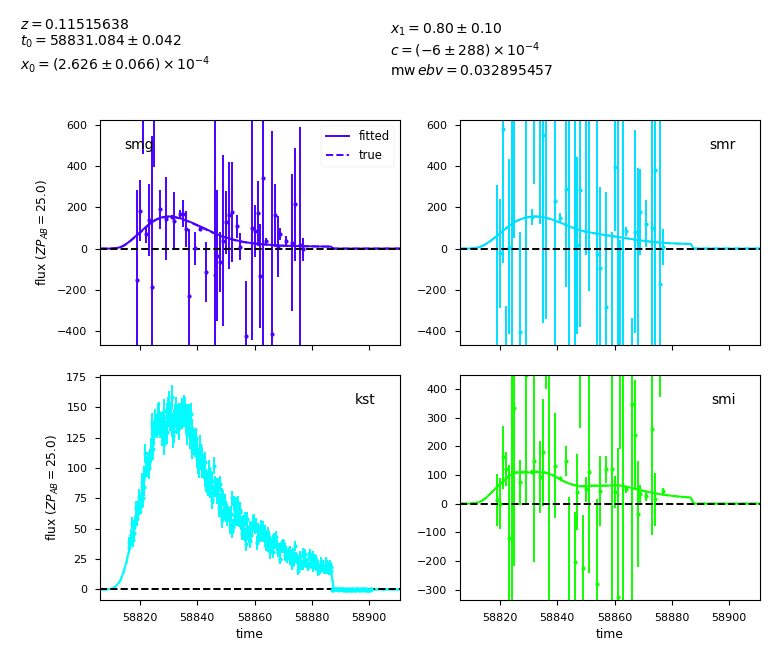 z = 0.11515638
t₀ = 58831.084 ± 0.042
x₀ = (2.626 ± 0.066) × 10⁻⁴
x₁ = 0.80 ± 0.10
c = (−6 ± 288) × 10⁻⁴
mw ebv = 0.032895457
600
400
200
0
−200
−400
flux (ZP_AB = 25.0)
smg
fitted
true
600
400
200
0
−200
−400
smr
175
150
125
100
75
50
25
0
flux (ZP_AB = 25.0)
kst
58820 58840 58860 58880 58900
time
400
300
200
100
0
−100
−200
−300
smi
58820 58840 58860 58880 58900
time